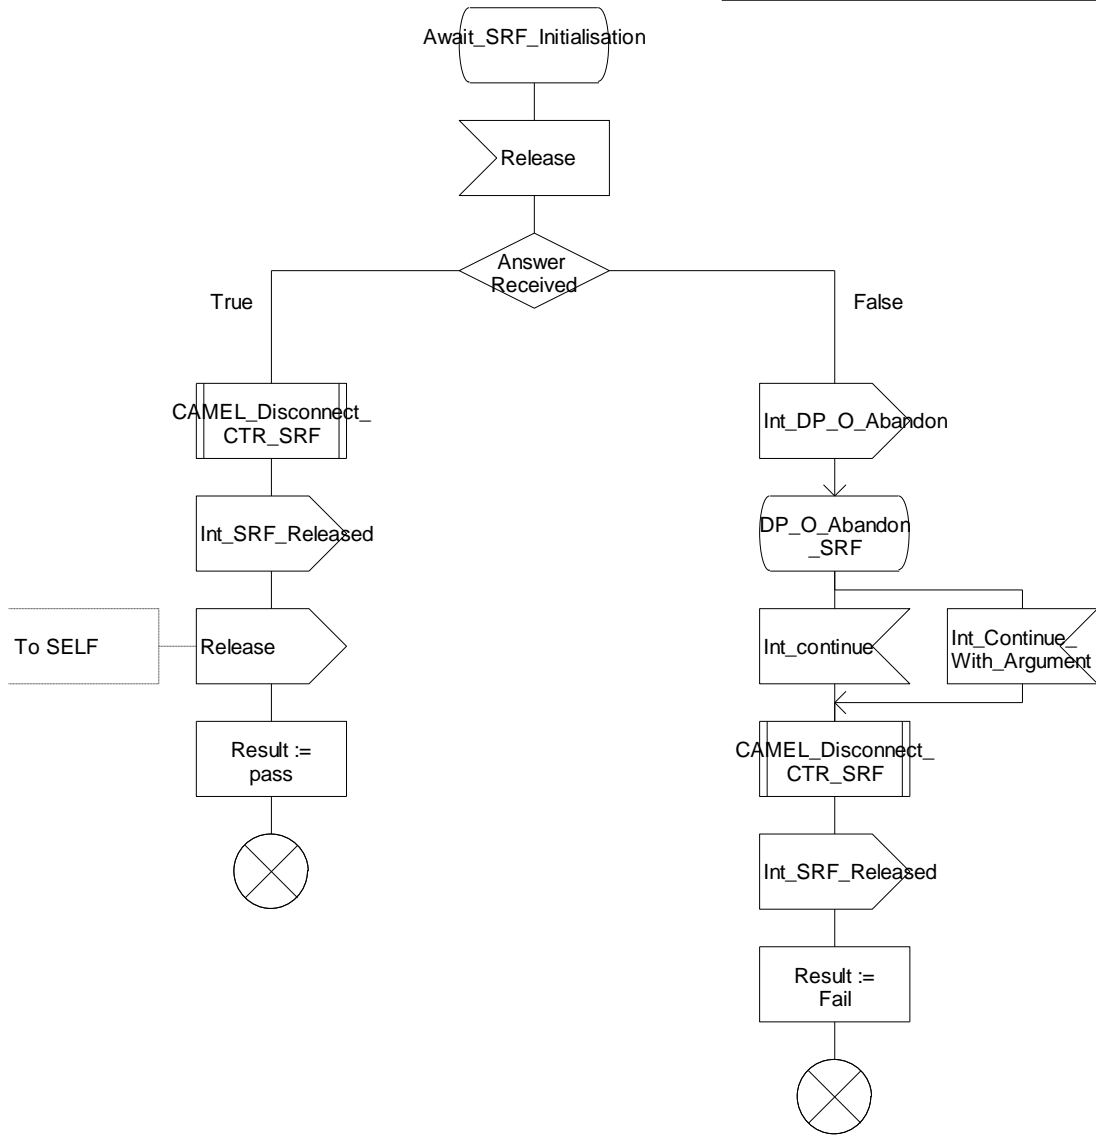 Await_SRF_Initialisation
Release
Answer
Received
True
False
CAMEL_Disconnect_
CTR_SRF
Int_DP_O_Abandon
Int_SRF_Released
DP_O_Abandon
_SRF
To SELF
Release
Int_continue
Int_Continue_
With_Argument
Result :=
pass
CAMEL_Disconnect_
CTR_SRF
Int_SRF_Released
Result :=
Fail